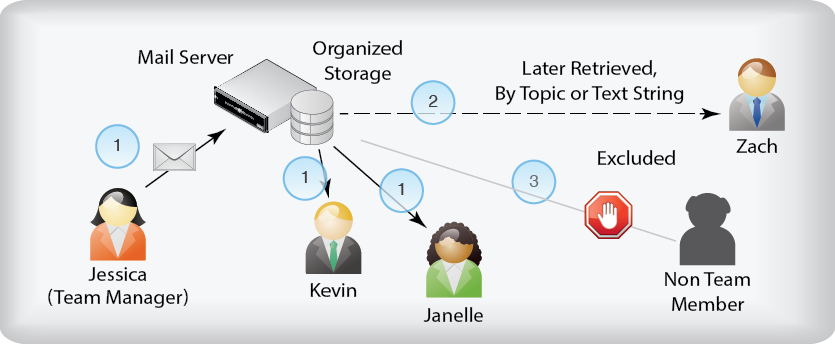 Mail Server
Organized
Storage
Later Retrieved,
By Topic or Text String
2
1
Zach
Excluded
1
1
3
Jessica
(Team Manager)
Kevin
Janelle
Non Team
Member